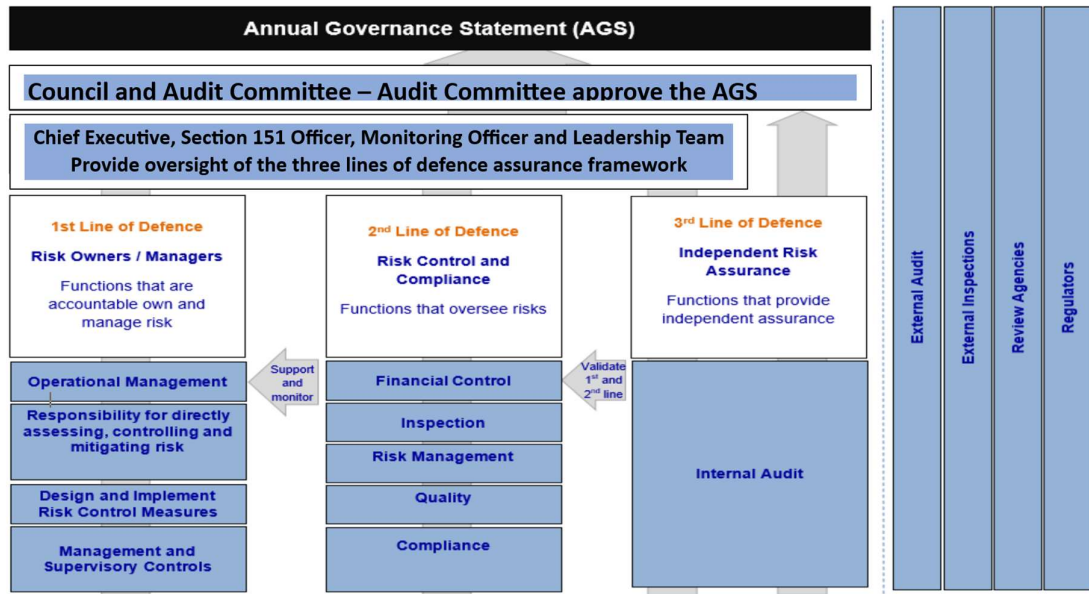 Annual Governance Statement (AGS)
Council and Audit Committee – Audit Committee approve the AGS
Chief Executive, Section 151 Officer, Monitoring Officer and Leadership Team
Provide oversight of the three lines of defence assurance framework
1st Line of Defence
Risk Owners / Managers
Functions that are
accountable own and
manage risk
Operational Management
Responsibility for directly
assessing, controlling and
mitigating risk
Design and Implement
Risk Control Measures
Management and
Supervisory Controls
Support
and
monitor
2nd Line of Defence
Risk Control and
Compliance
Functions that oversee risks
Financial Control
Inspection
Risk Management
Quality
Compliance
Validate
1st and
2nd line
3rd Line of Defence
Independent Risk
Assurance
Functions that provide
independent assurance
Internal Audit
External Audit
External Inspections
Review Agencies
Regulators